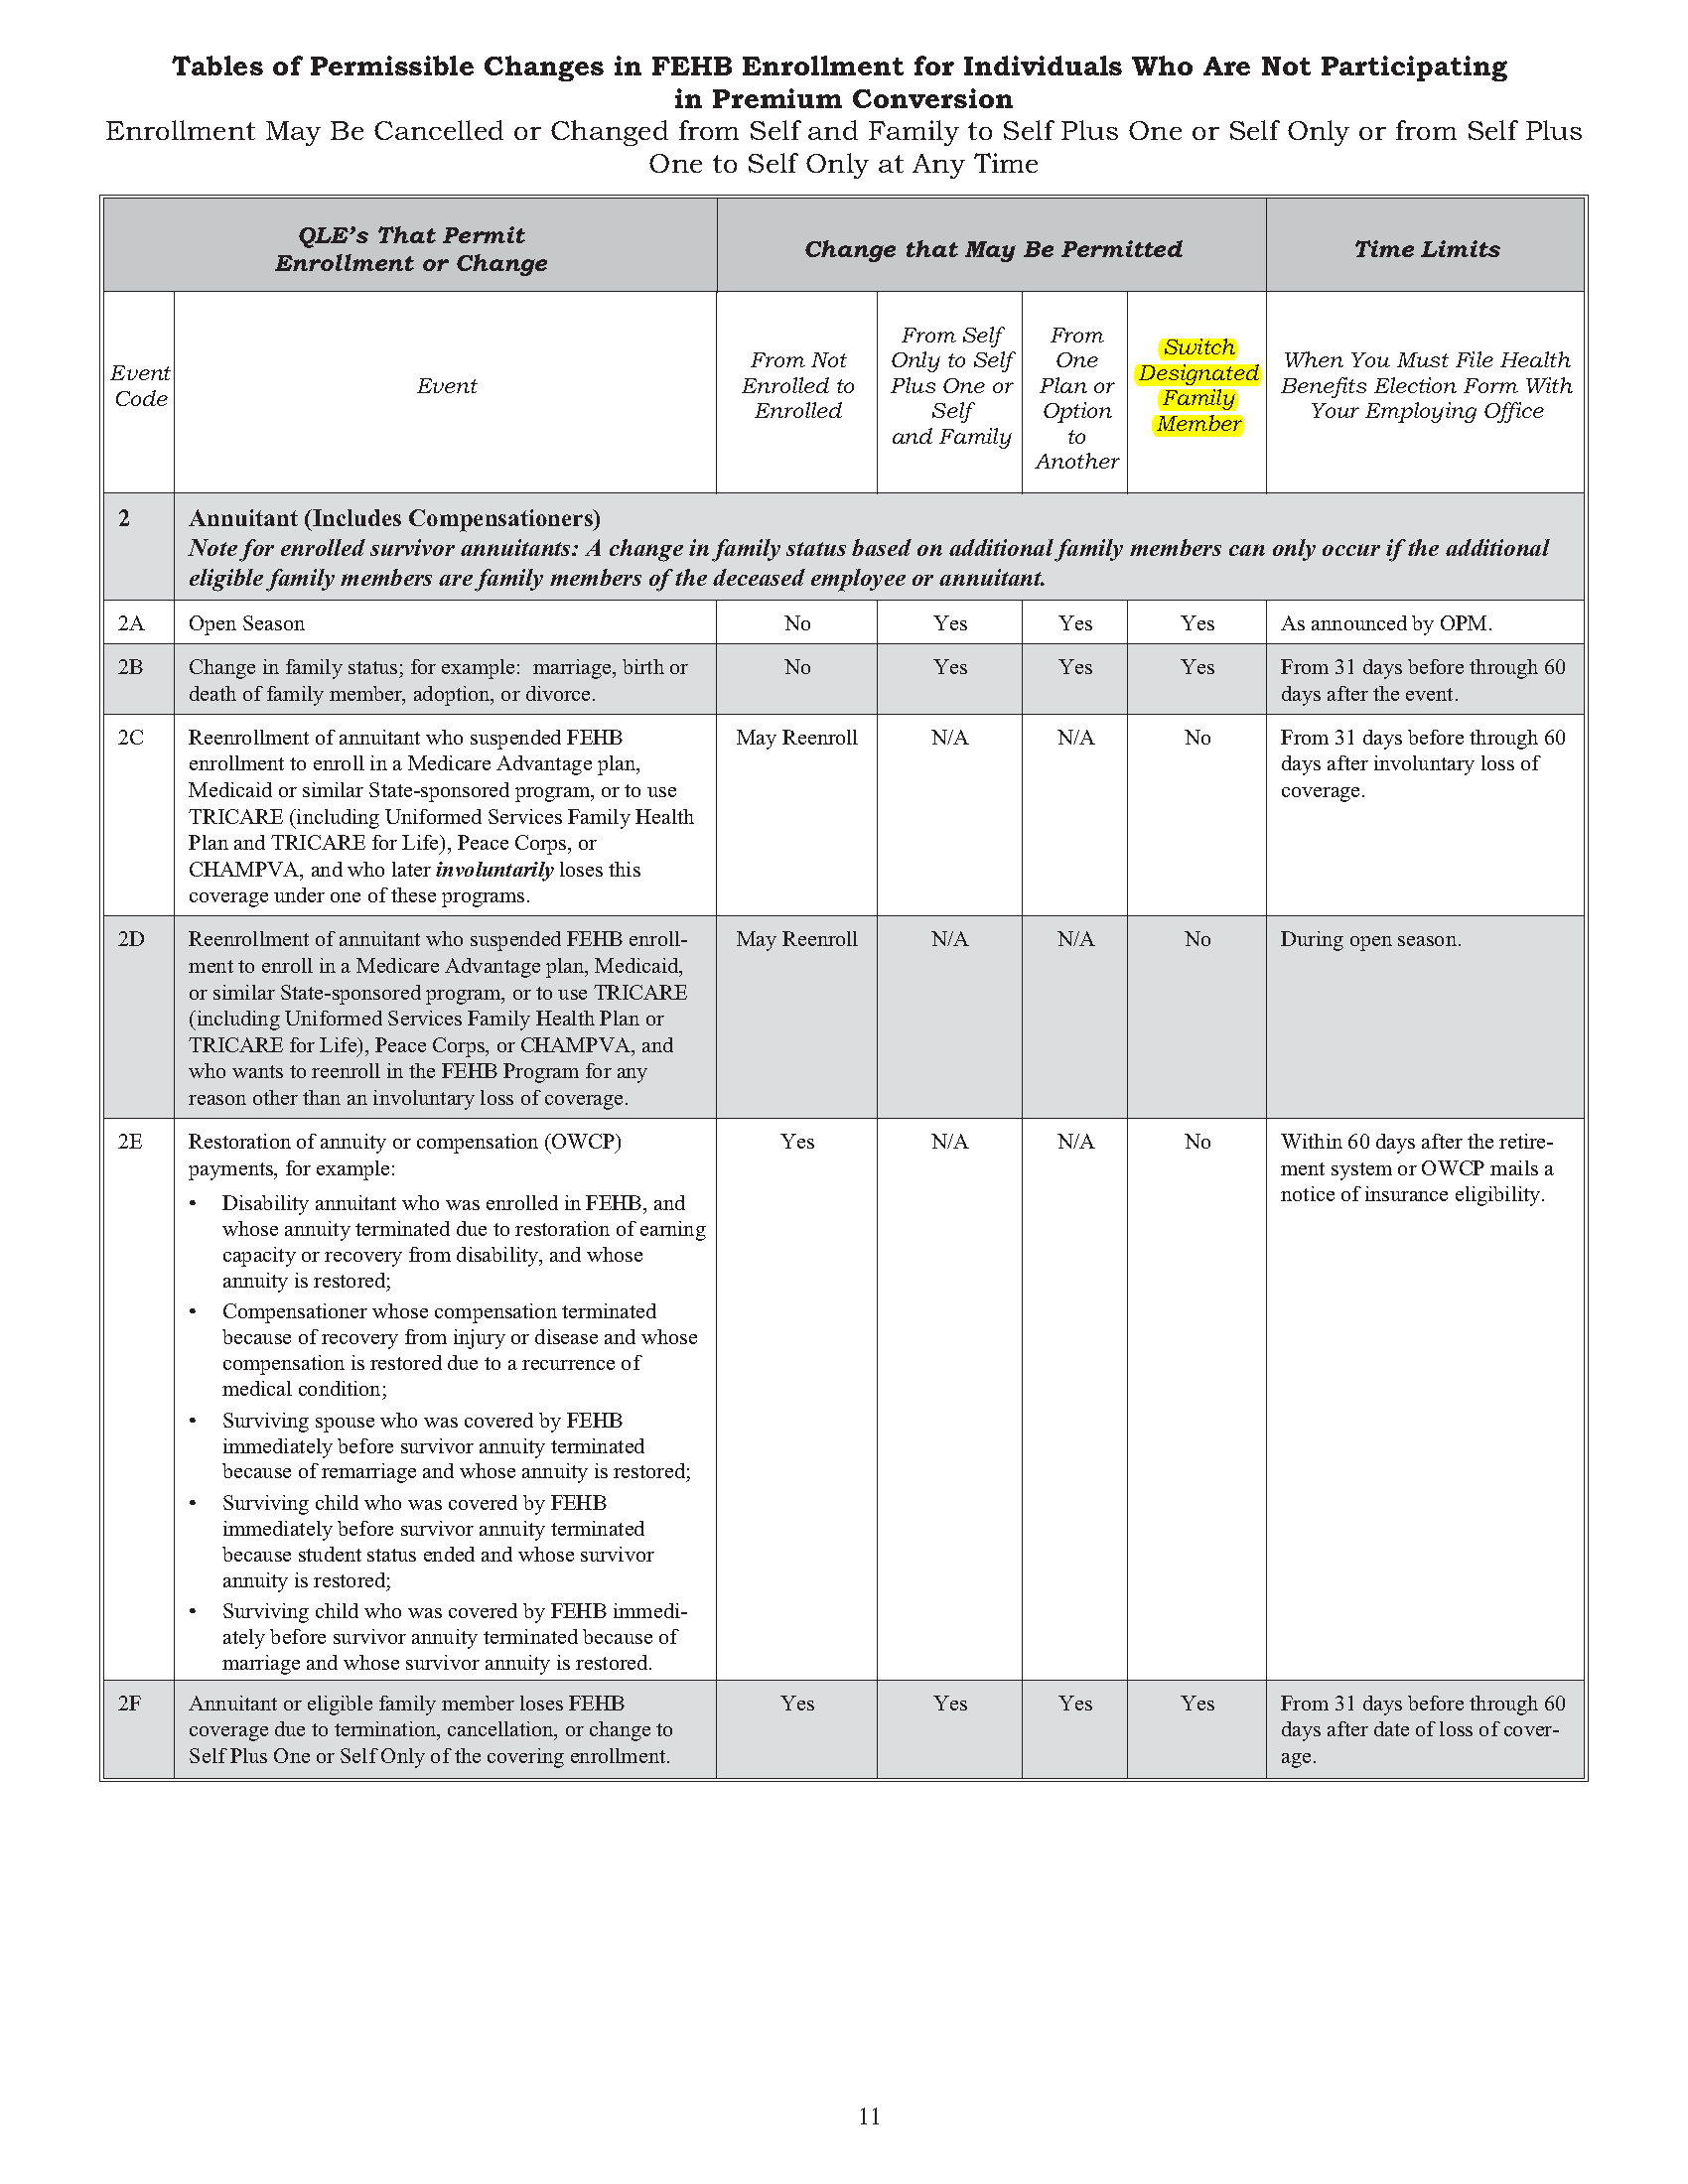 Tables of Permissible Changes in FEHB Enrollment for Individuals Who Are Not Participating
in Premium Conversion
Enrollment May Be Cancelled or Changed from Self and Family to Self Plus One or Self Only or from Self Plus
One to Self Only at Any Time
QLE’s That Permit
Enrollment or Change
Change that May Be Permitted
Time Limits
Event
Code
Event
From Not
Enrolled to
Enrolled
From Self
Only to Self
Plus One or
Self
and Family
From
One
Plan or
Option
to
Another
Switch
Designated
Family
Member
When You Must File Health
Benefits Election Form With
Your Employing Office
2
Annuitant (Includes Compensationers)
Note for enrolled survivor annuitants: A change in family status based on additional family members can only occur if the additional
eligible family members are family members of the deceased employee or annuitant.
2A
Open Season
No
Yes
Yes
Yes
As announced by OPM.
2B
Change in family status; for example: marriage, birth or
death of family member, adoption, or divorce.
No
Yes
Yes
Yes
From 31 days before through 60
days after the event.
2C
Reenrollment of annuitant who suspended FEHB
enrollment to enroll in a Medicare Advantage plan,
Medicaid or similar State-sponsored program, or to use
TRICARE (including Uniformed Services Family Health
Plan and TRICARE for Life), Peace Corps, or
CHAMPVA, and who later involuntarily loses this
coverage under one of these programs.
May Reenroll
N/A
N/A
No
From 31 days before through 60
days after involuntary loss of
coverage.
2D
Reenrollment of annuitant who suspended FEHB enroll-
ment to enroll in a Medicare Advantage plan, Medicaid,
or similar State-sponsored program, or to use TRICARE
(including Uniformed Services Family Health Plan or
TRICARE for Life), Peace Corps, or CHAMPVA, and
who wants to reenroll in the FEHB Program for any
reason other than an involuntary loss of coverage.
May Reenroll
N/A
N/A
No
During open season.
2E
Restoration of annuity or compensation (OWCP)
payments, for example:
• Disability annuitant who was enrolled in FEHB, and
whose annuity terminated due to restoration of earning
capacity or recovery from disability, and whose
annuity is restored;
• Compensationer whose compensation terminated
because of recovery from injury or disease and whose
compensation is restored due to a recurrence of
medical condition;
• Surviving spouse who was covered by FEHB
immediately before survivor annuity terminated
because of remarriage and whose annuity is restored;
• Surviving child who was covered by FEHB
immediately before survivor annuity terminated
because student status ended and whose survivor
annuity is restored;
• Surviving child who was covered by FEHB immedi-
ately before survivor annuity terminated because of
marriage and whose survivor annuity is restored.
Yes
N/A
N/A
No
Within 60 days after the retire-
ment system or OWCP mails a
notice of insurance eligibility.
2F
Annuitant or eligible family member loses FEHB
coverage due to termination, cancellation, or change to
Self Plus One or Self Only of the covering enrollment.
Yes
Yes
Yes
Yes
From 31 days before through 60
days after date of loss of cover-
age.
11